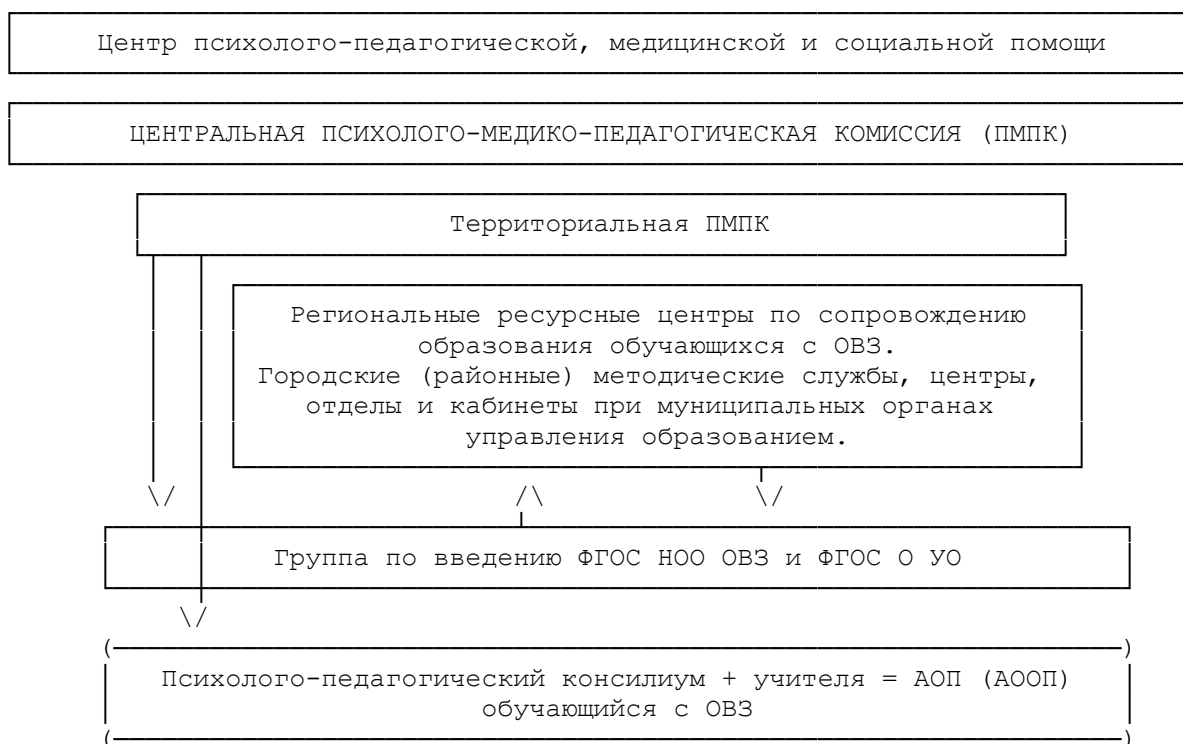 Центр психолого-педагогической, медицинской и социальной помощи
ЦЕНТРАЛЬНАЯ ПСИХОЛОГО-МЕДИКО-ПЕДАГОГИЧЕСКАЯ КОМИССИЯ (ПМПК)
Территориальная ПМПК
Региональные ресурсные центры по сопровождению
образования обучающихся с ОВЗ.
Городские (районные) методические службы, центры,
отделы и кабинеты при муниципальных органах
управления образованием.
Группа по введению ФГОС НОО ОВЗ и ФГОС О УО
Психолого-педагогический консилиум + учителя = АОП (АООП)
обучающийся с ОВЗ